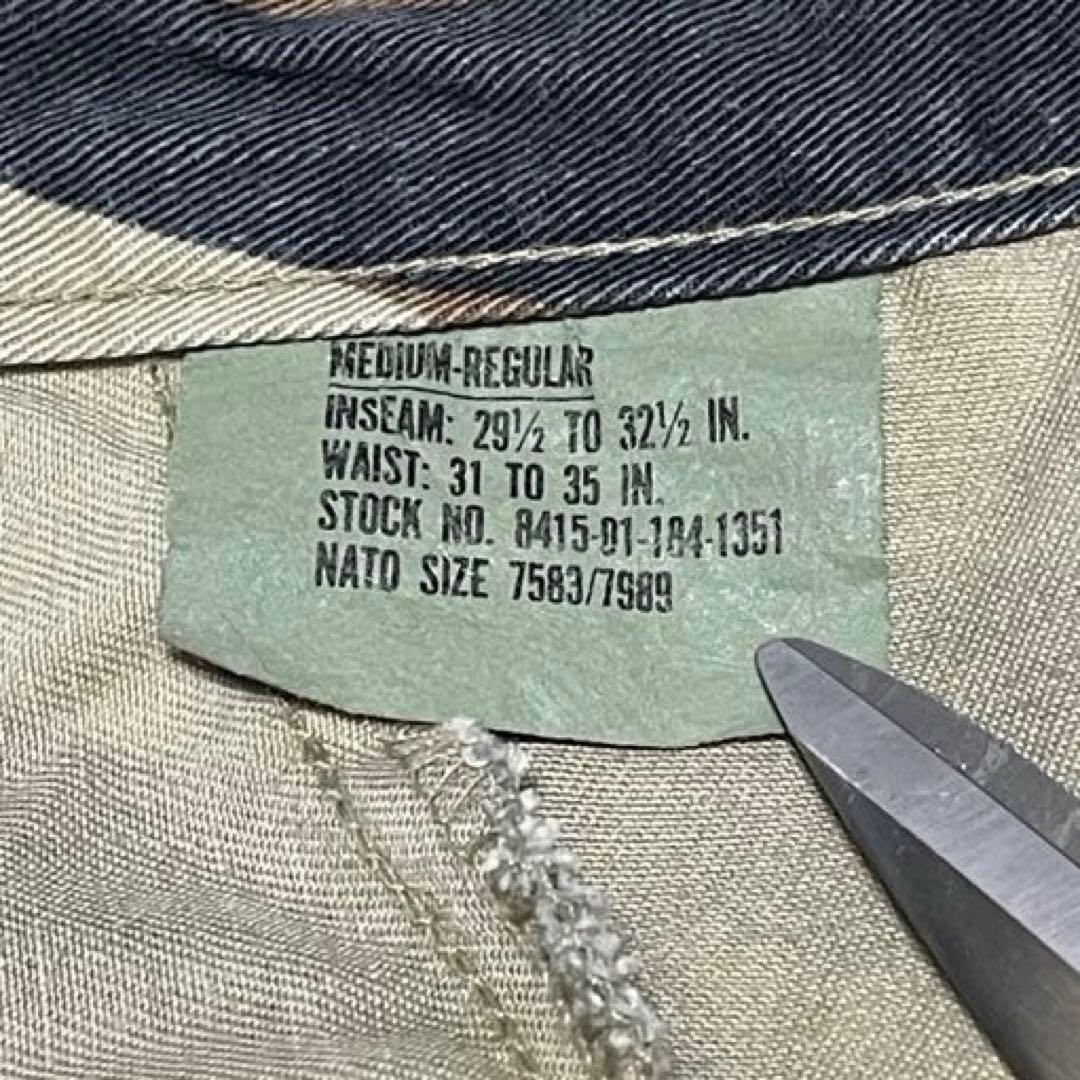 MEDIUM-REGULAR
INSEAM: 29½ TO 32½ IN.
WAIST: 31 TO 35 IN.
STOCK NO. 8415-01-184-1351
NATO SIZE 7583/7989